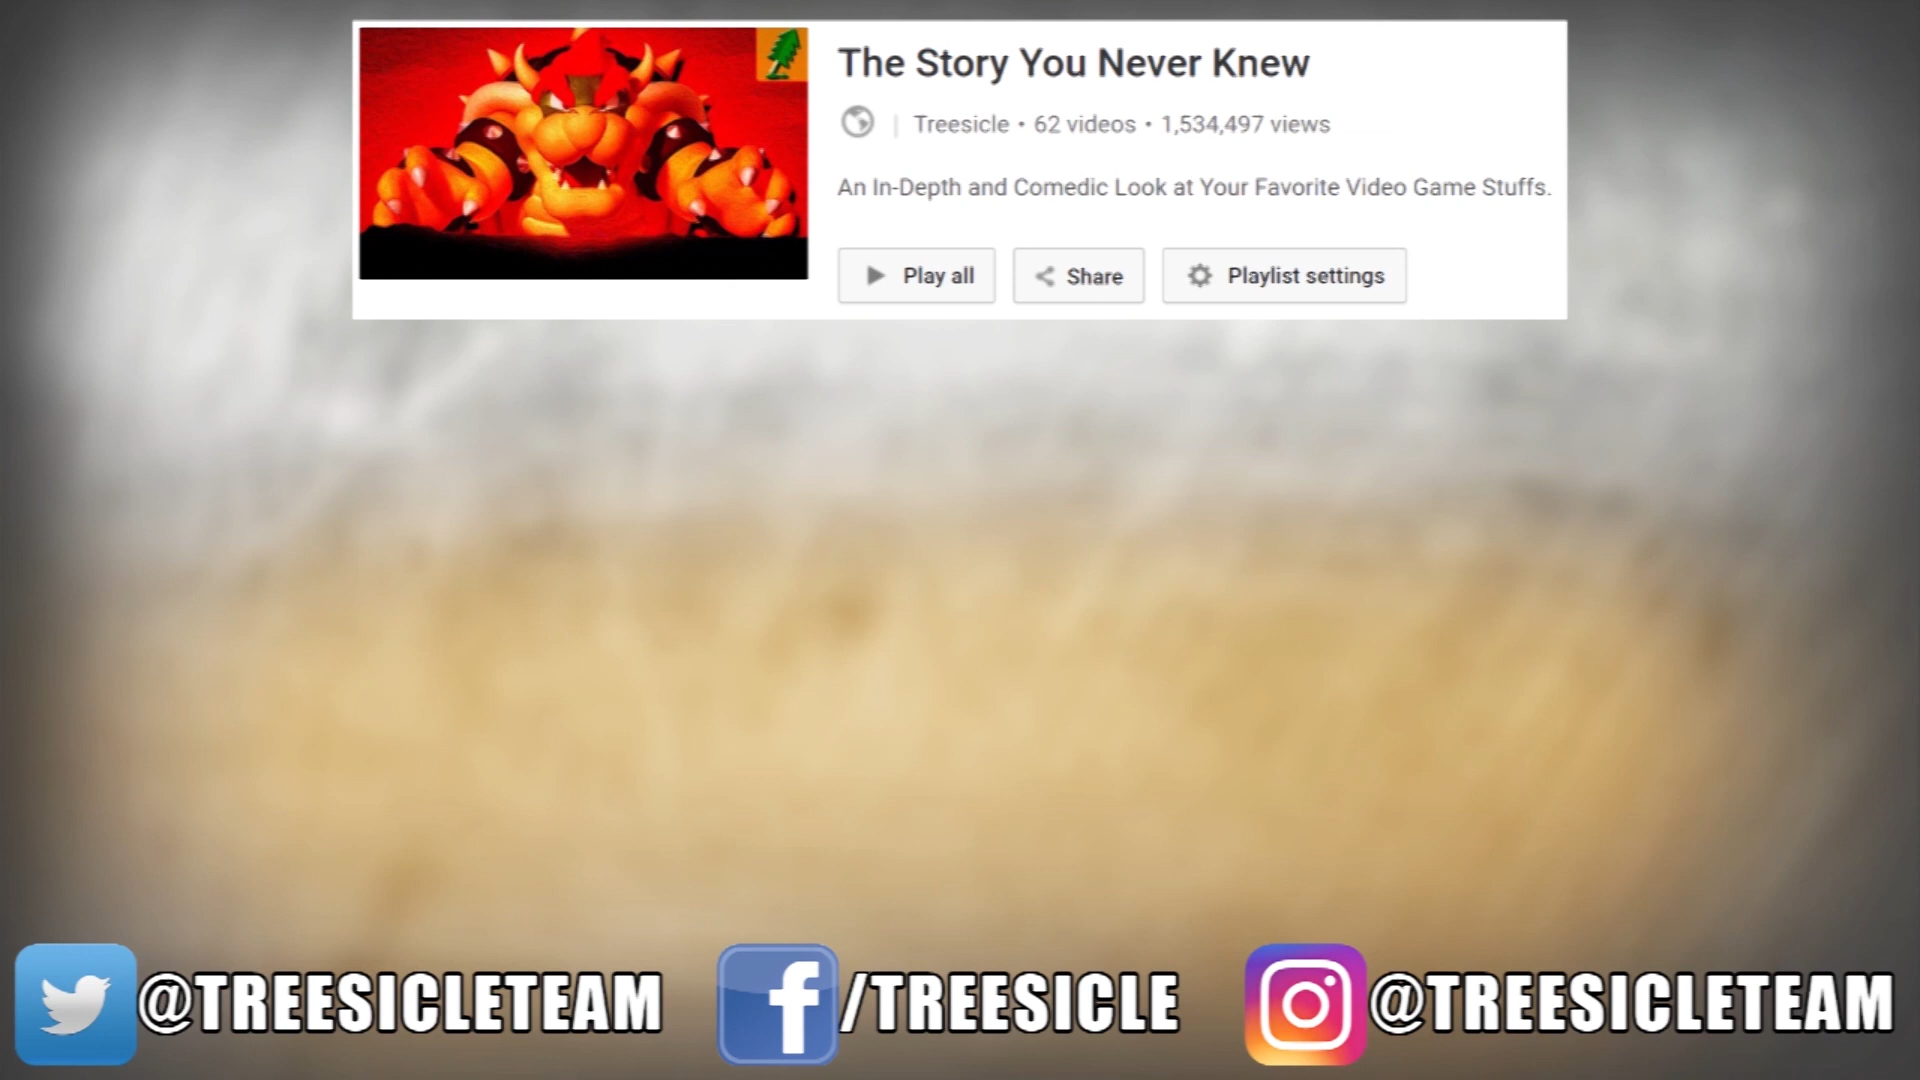 The Story You Never Knew
Treesicle • 62 videos • 1,534,497 views
An In-Depth and Comedic Look at Your Favorite Video Game Stuffs.
Play all
Share
Playlist settings
@TREESICLETEAM
/TREESICLE
@TREESICLETEAM